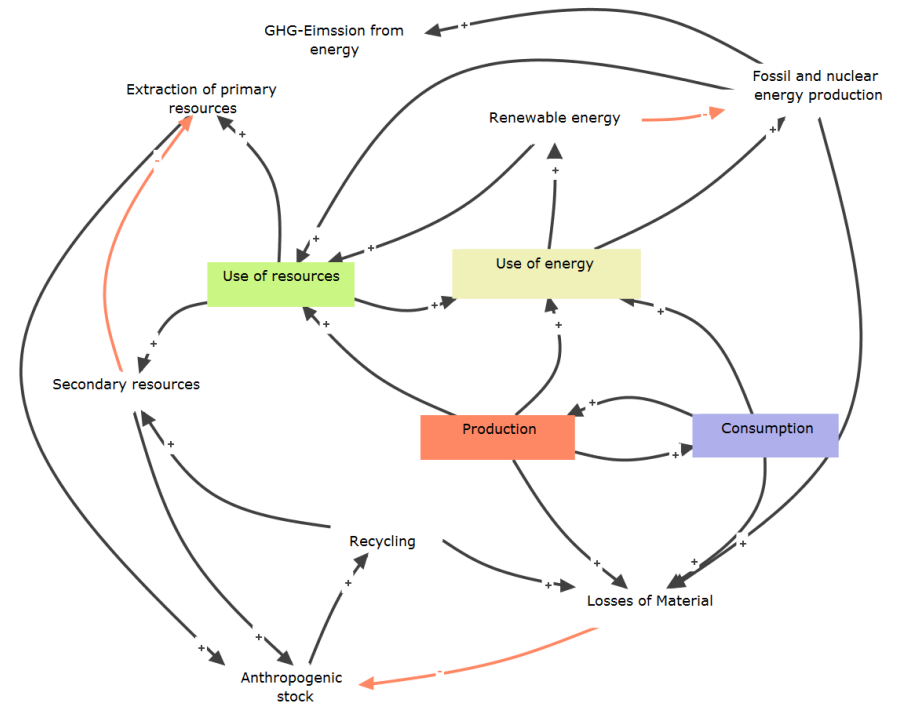 GHG-Eimssion from
energy
+
Fossil and nuclear
energy production
Extraction of primary
resources
Renewable energy
-
+
+
-
+
+
+
Use of energy
Use of resources
+
+
+
+
+
Secondary resources
+
Production
Consumption
+
+
+
Recycling
+
+
+
+
+
Losses of Material
+
+
Anthropogenic
stock
-